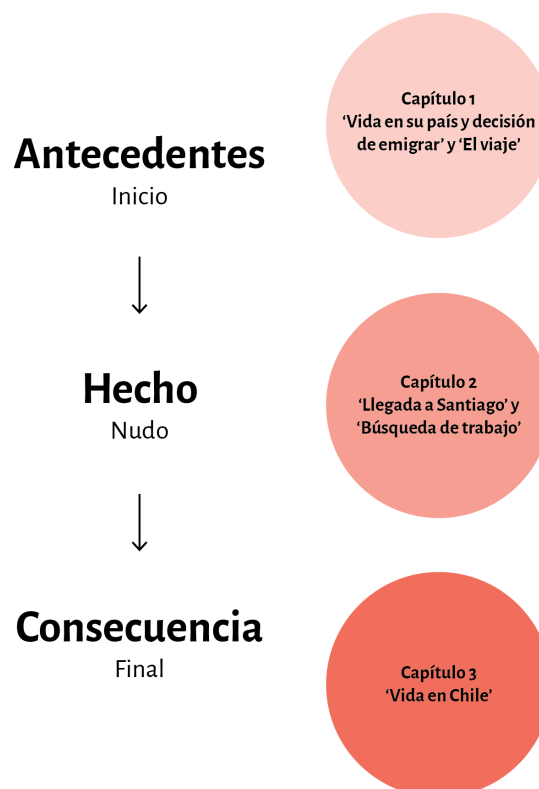 Capítulo 1
‘Vida en su país y decisión
de emigrar’ y ‘El viaje’
Antecedentes
Inicio
Capítulo 2
‘Llegada a Santiago’ y
‘Búsqueda de trabajo’
Hecho
Nudo
Consecuencia
Final
Capítulo 3
‘Vida en Chile’